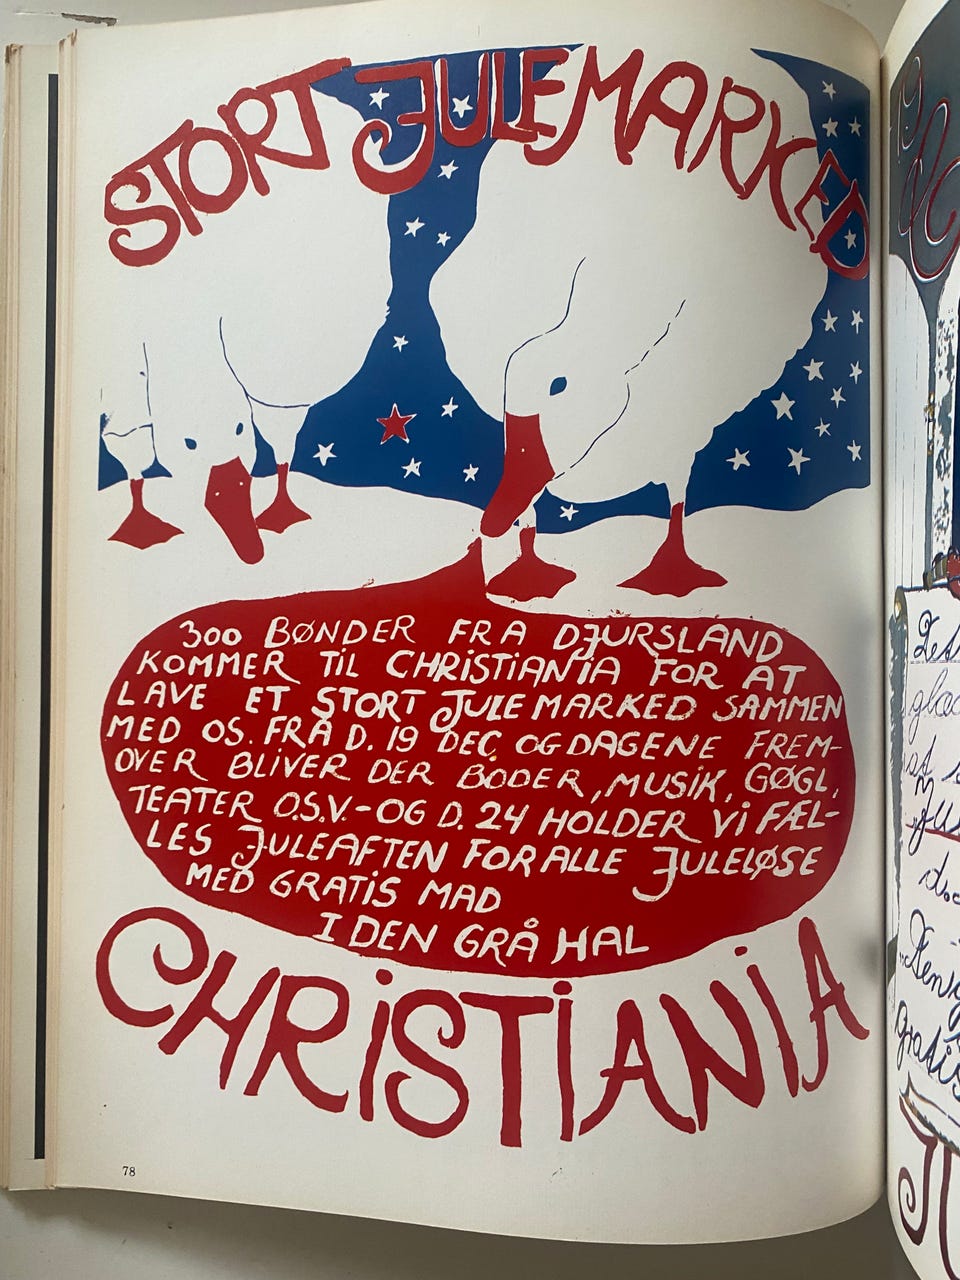 STORT JULEMARKED
300 BØNDER FRA DJURSLAND
KOMMER TIL CHRISTIANIA FOR AT
LAVE ET STORT JULEMARKED SAMMEN
MED OS. FRA D. 19 DEC OG DAGENE FREM-
OVER BLIVER DER BODER, MUSIK, GØGL,
TEATER O.S.V.-OG D. 24 HOLDER VI FÆL-
LES JULEAFTEN FOR ALLE JULELØSE
MED GRATIS MAD
I DEN GRÅ HAL
CHRISTIANIA
78